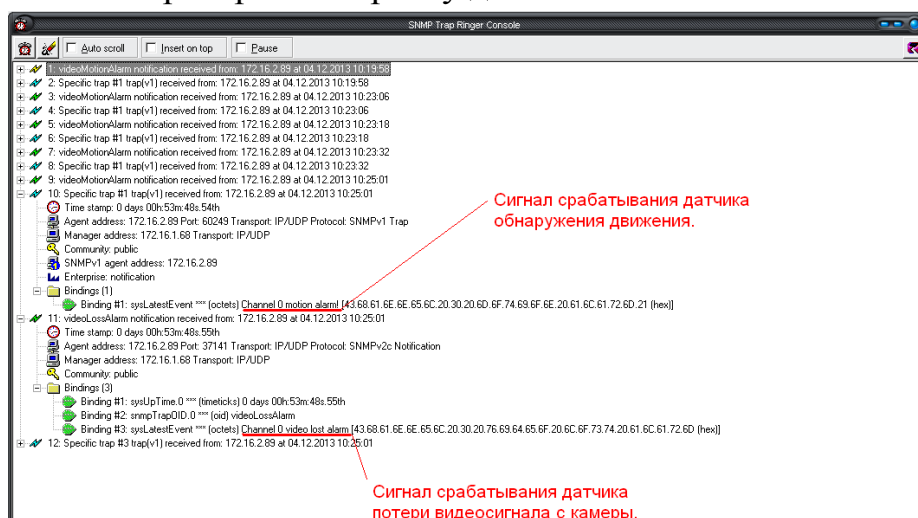 SNMP Trap Ringer Console
Auto scroll Insert on top Pause
1: videoMotionAlarm notification received from: 172.16.2.89 at 04.12.2013 10:19:58
2: Specific trap #1 trap(v1) received from: 172.16.2.89 at 04.12.2013 10:19:58
3: videoMotionAlarm notification received from: 172.16.2.89 at 04.12.2013 10:23:06
4: Specific trap #1 trap(v1) received from: 172.16.2.89 at 04.12.2013 10:23:06
5: videoMotionAlarm notification received from: 172.16.2.89 at 04.12.2013 10:23:18
6: Specific trap #1 trap(v1) received from: 172.16.2.89 at 04.12.2013 10:23:18
7: videoMotionAlarm notification received from: 172.16.2.89 at 04.12.2013 10:23:32
8: Specific trap #1 trap(v1) received from: 172.16.2.89 at 04.12.2013 10:23:32
9: videoMotionAlarm notification received from: 172.16.2.89 at 04.12.2013 10:25:01
10: Specific trap #1 trap(v1) received from: 172.16.2.89 at 04.12.2013 10:25:01
Time stamp: 0 days 00h:53m:48s.54th
Agent address: 172.16.2.89 Port: 60249 Transport: IP/UDP Protocol: SNMPv1 Trap
Manager address: 172.16.1.68 Transport: IP/UDP
Community: public
SNMPv1 agent address: 172.16.2.89
Enterprise: notification
Bindings (1)
Binding #1: sysLatestEvent *** (octets) Channel 0 motion alarm! [43.68.61.6E.6E.65.6C.20.30.20.6D.6F.74.69.6F.6E.20.61.6C.61.72.6D.21 (hex)]
Сигнал срабатывания датчика
обнаружения движения.
11: videoLossAlarm notification received from: 172.16.2.89 at 04.12.2013 10:25:01
Time stamp: 0 days 00h:53m:48s.55th
Agent address: 172.16.2.89 Port: 37141 Transport: IP/UDP Protocol: SNMPv2c Notification
Manager address: 172.16.1.68 Transport: IP/UDP
Community: public
Bindings (3)
Binding #1: sysUpTime.0 *** (timeticks) 0 days 00h:53m:48s.55th
Binding #2: snmpTrapOID.0 *** (oid) videoLossAlarm
Binding #3: sysLatestEvent *** (octets) Channel 0 video lost alarm [43.68.61.6E.6E.65.6C.20.30.20.76.69.64.65.6F.20.6C.6F.73.74.20.61.6C.61.72.6D (hex)]
12: Specific trap #3 trap(v1) received from: 172.16.2.89 at 04.12.2013 10:25:01
Сигнал срабатывания датчика
потери видеосигнала с камеры.